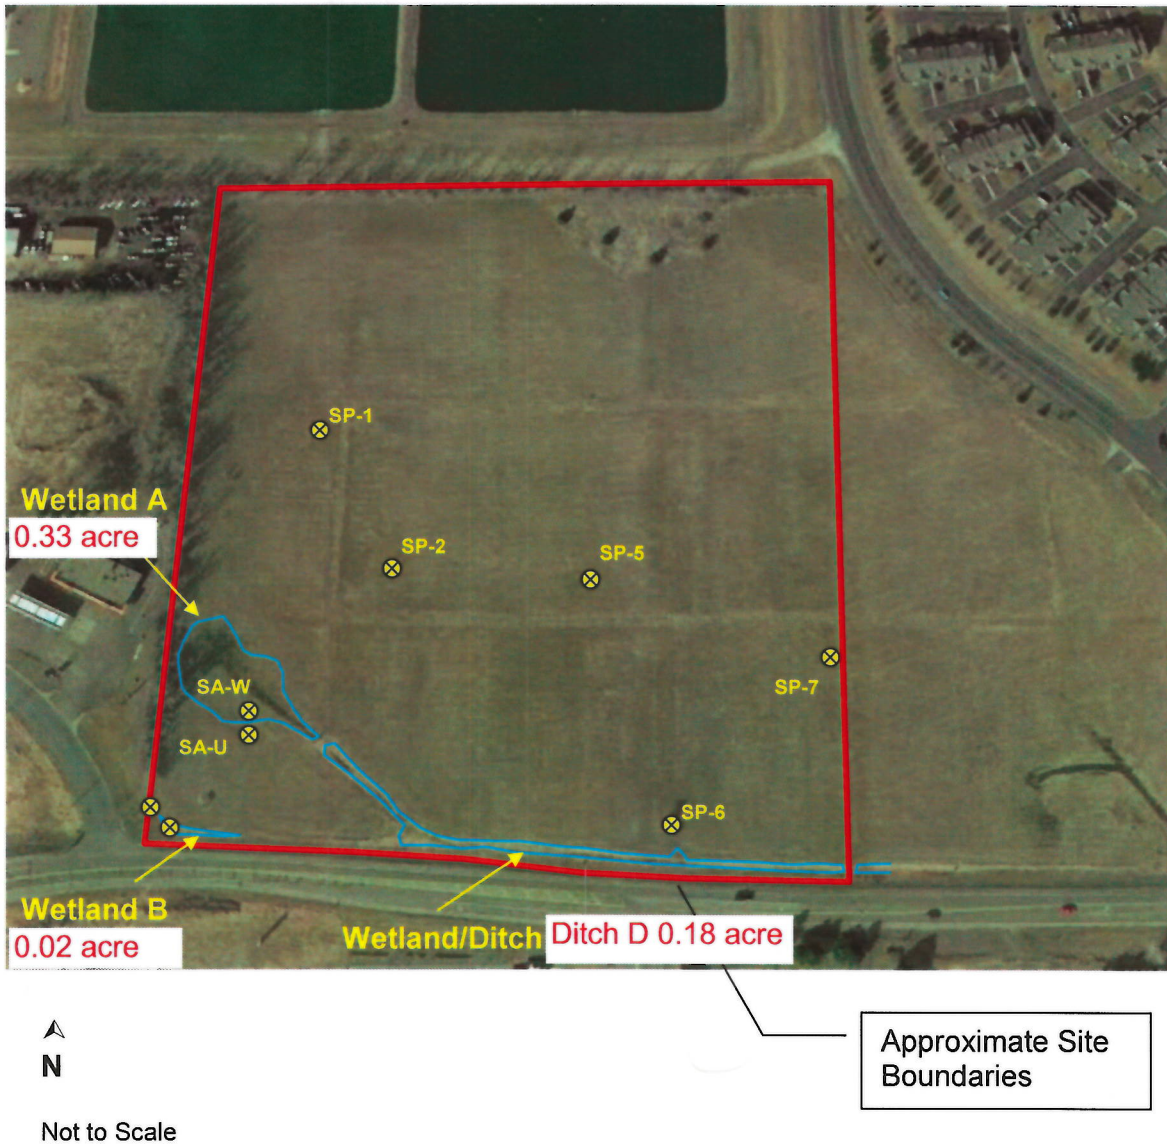 SP-1
Wetland A
0.33 acre
SP-2
SP-5
SP-7
SA-W
SA-U
SP-6
Wetland B
0.02 acre
Wetland/Ditch Ditch D 0.18 acre
N
Approximate Site
Boundaries
Not to Scale